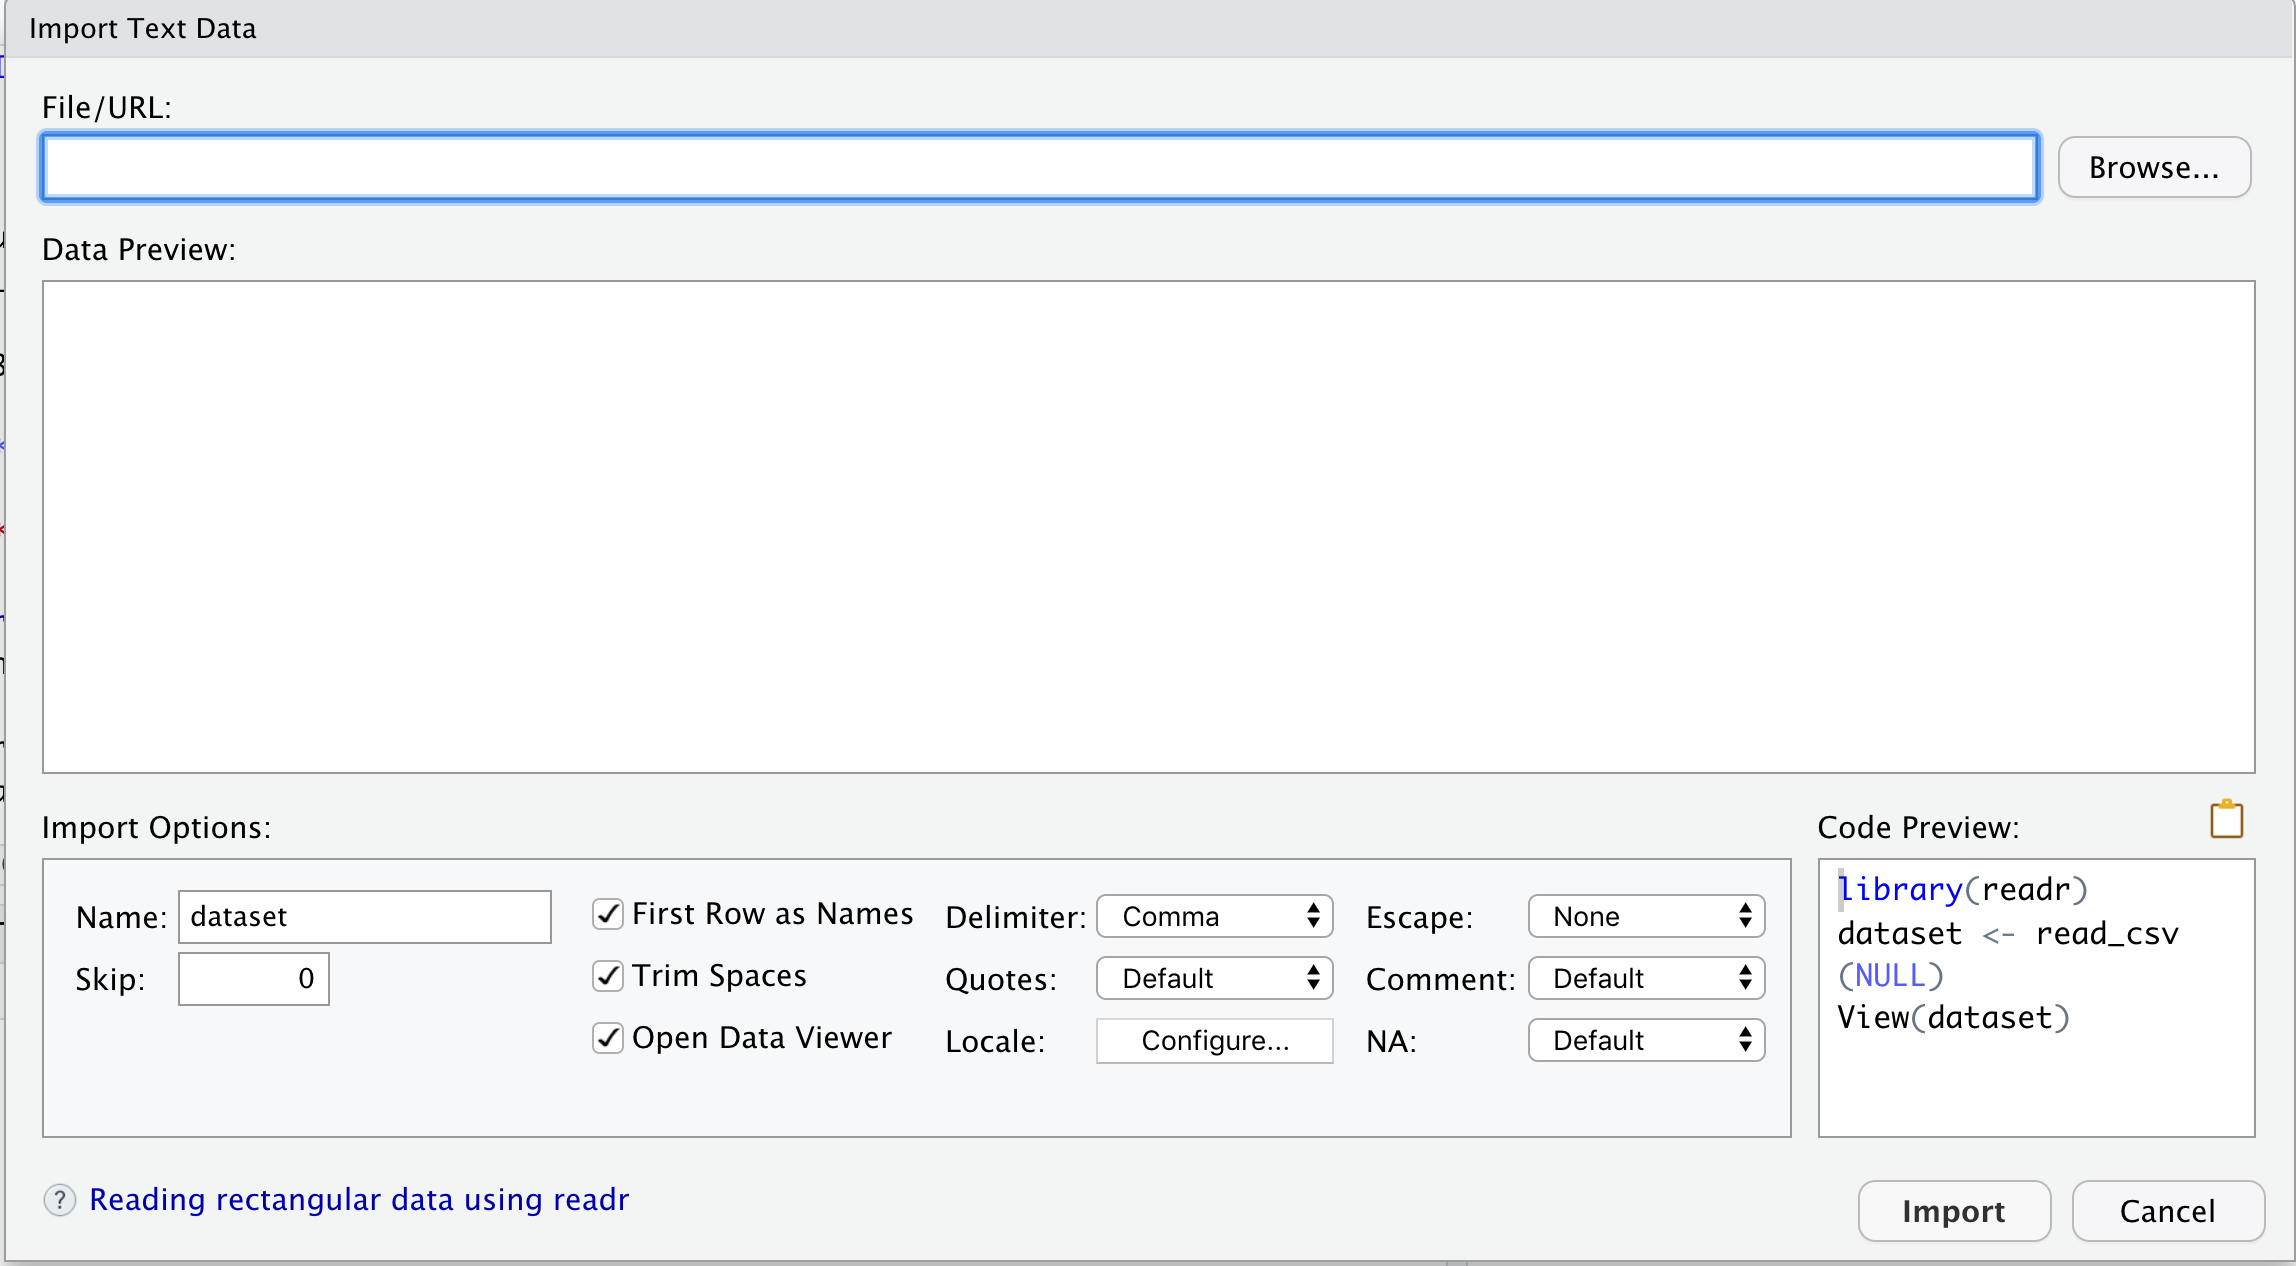 Import Text Data
File/URL:
Browse...
Data Preview:
Import Options:
Code Preview:
Name: dataset
First Row as Names
Delimiter: Comma
Escape: None
Skip: 0
Trim Spaces
Quotes: Default
Comment: Default
Open Data Viewer
Locale: Configure...
NA: Default
library(readr)
dataset <- read_csv
(NULL)
View(dataset)
? Reading rectangular data using readr
Import
Cancel